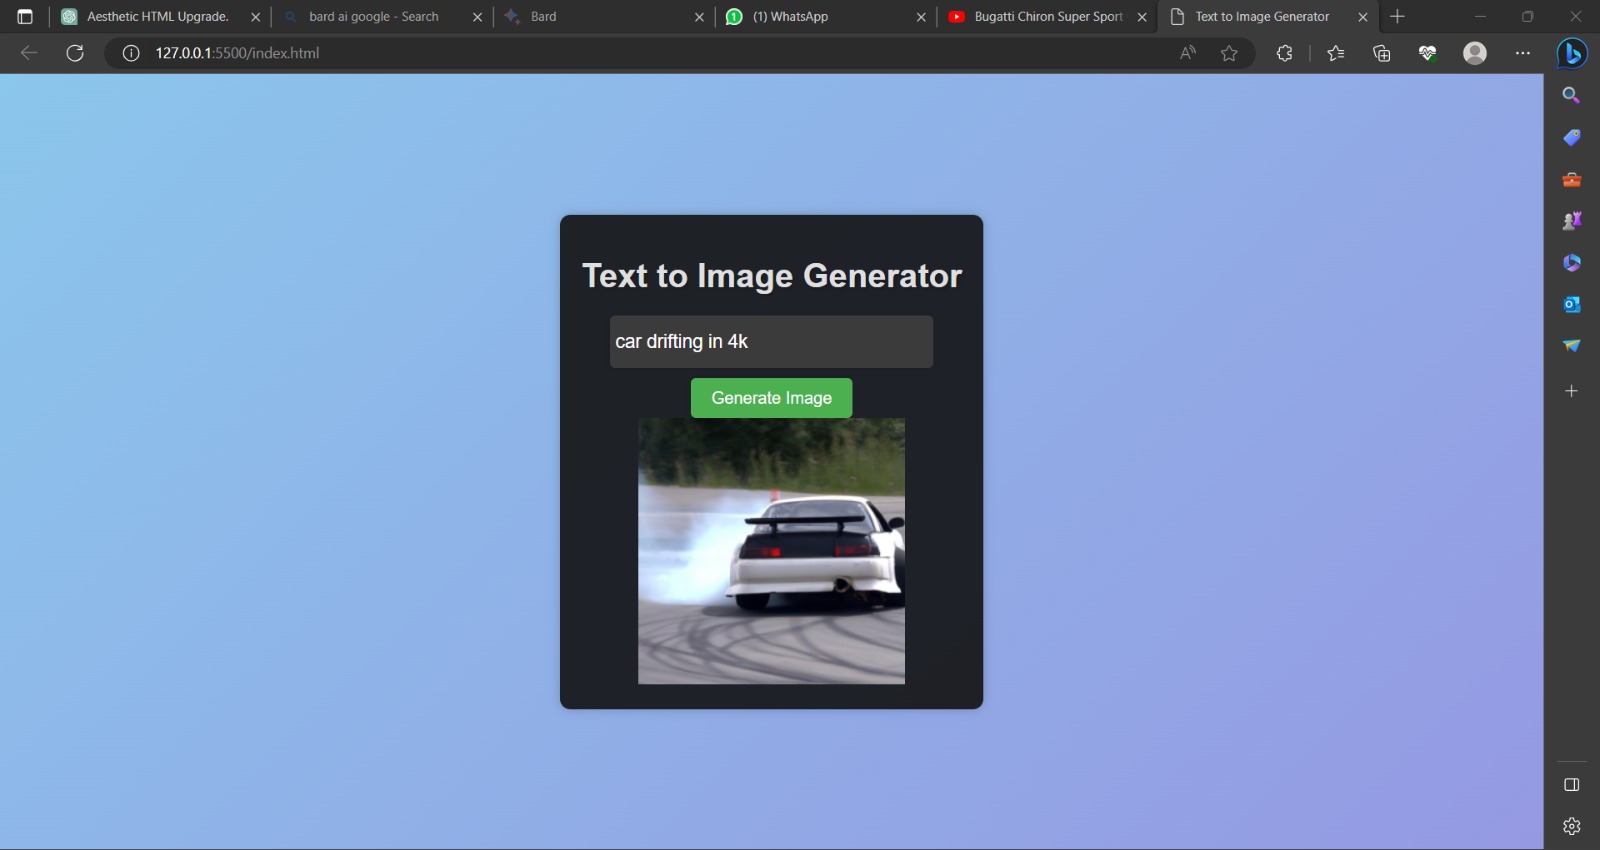 Aesthetic HTML Upgrade.
bard ai google - Search
Bard
1
(1) WhatsApp
Bugatti Chiron Super Sport
Text to Image Generator
127.0.0.1:5500/index.html
Text to Image Generator
car drifting in 4k
Generate Image